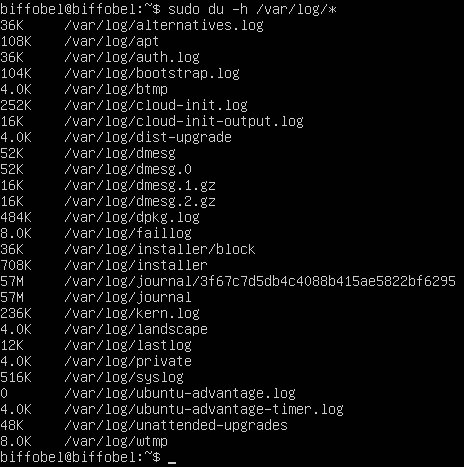 biffobel@biffobel:~$ sudo du -h /var/log/*
36K /var/log/alternatives.log
108K /var/log/apt
36K /var/log/auth.log
104K /var/log/bootstrap.log
4.0K /var/log/btmp
252K /var/log/cloud-init.log
16K /var/log/cloud-init-output.log
4.0K /var/log/dist-upgrade
52K /var/log/dmesg
52K /var/log/dmesg.0
16K /var/log/dmesg.1.gz
16K /var/log/dmesg.2.gz
484K /var/log/dpkg.log
8.0K /var/log/faillog
36K /var/log/installer/block
708K /var/log/installer
57M /var/log/journal/3f67c7d5db4c4088b415ae5822bf6295
57M /var/log/journal
236K /var/log/kern.log
4.0K /var/log/landscape
12K /var/log/lastlog
4.0K /var/log/private
516K /var/log/syslog
0 /var/log/ubuntu-advantage.log
4.0K /var/log/ubuntu-advantage-timer.log
48K /var/log/unattended-upgrades
8.0K /var/log/wtmp
biffobel@biffobel:~$ _